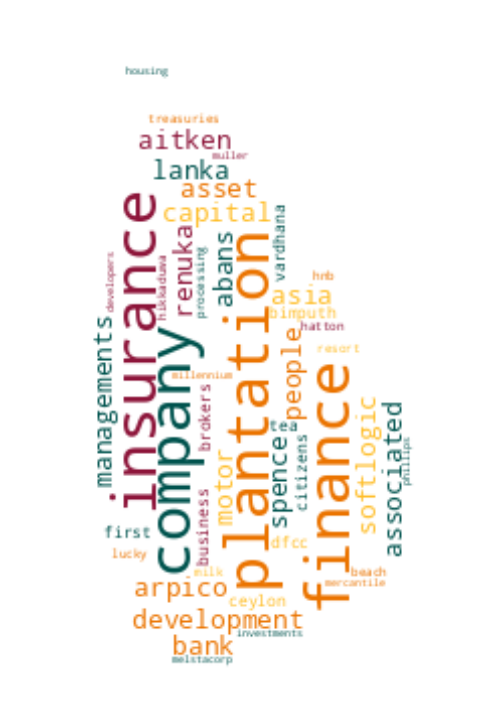 housing
treasuries
aitken
muller
lanka
asset
capital
insurance
plantation
company
finance
renuka
abans
vardhana
processing
hikkaduwa
developers
hnb
asia
bimputh
hatton
people
resort
managements
millennium
brokers
tea
spence
citizens
motor
softlogic
associated
phillips
business
first
lucky
dfcc
milk
beach
mercantile
arpico
ceylon
development
investments
bank
melstacorp